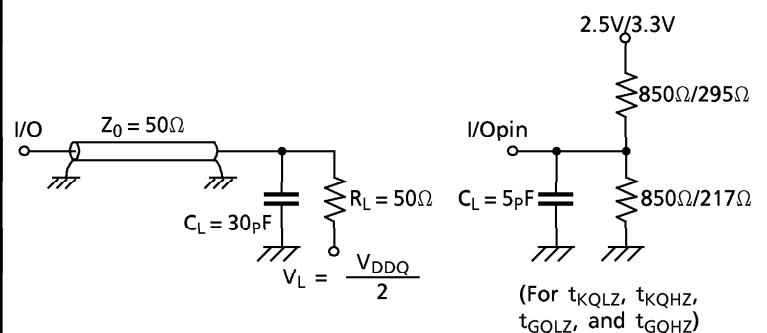 I/O
Z0 = 50Ω
CL = 30pF
RL = 50Ω
VL = VDDQ
2
2.5V/3.3V
850Ω/295Ω
I/Opin
CL = 5pF
850Ω/217Ω
(For tKQLZ, tKQHZ,
tGQLZ, and tGQHZ)